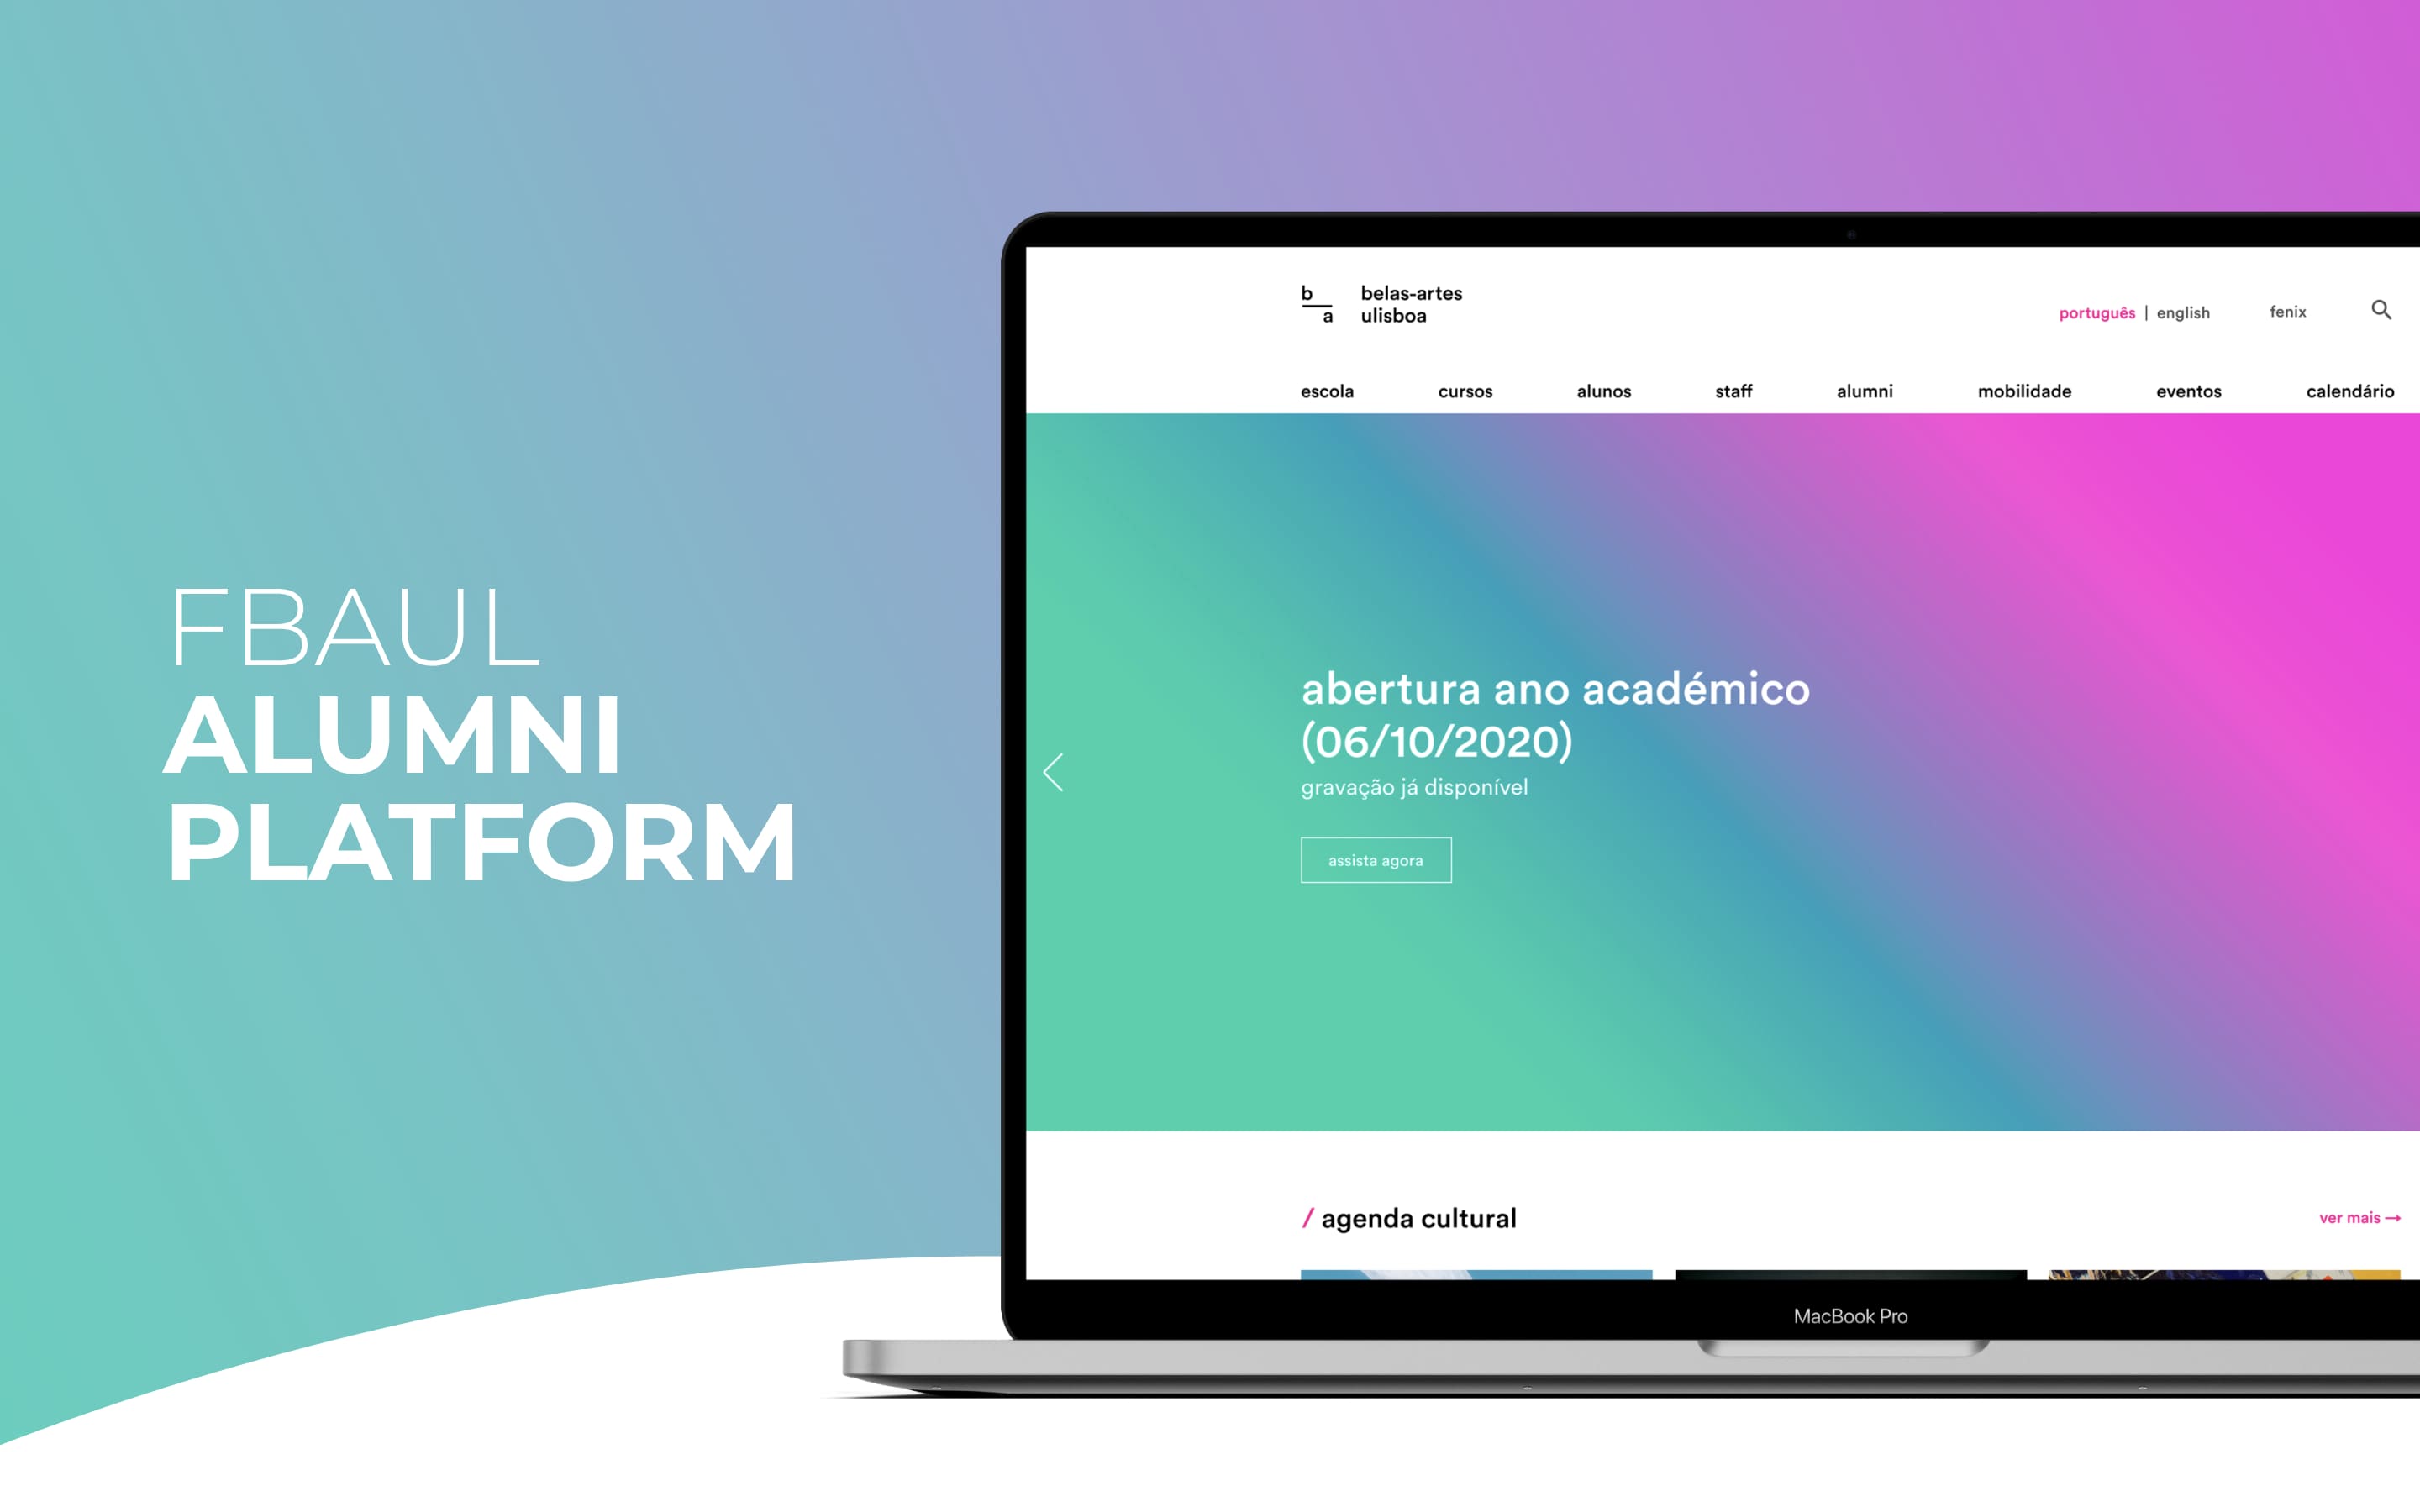 FBAUL
ALUMNI
PLATFORM
b
a
belas-artes
ulisboa
português | english
fenix
escola
cursos
alunos
staff
alumni
mobilidade
eventos
calendário
abertura ano académico
(06/10/2020)
gravação já disponível
assista agora
/ agenda cultural
ver mais →
MacBook Pro